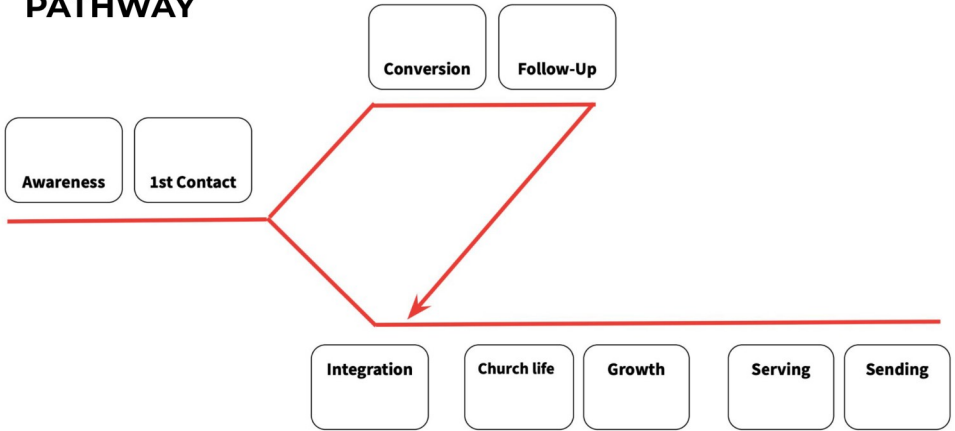 PATHWAY
Conversion
Follow-Up
Awareness
1st Contact
Integration
Church life
Growth
Serving
Sending